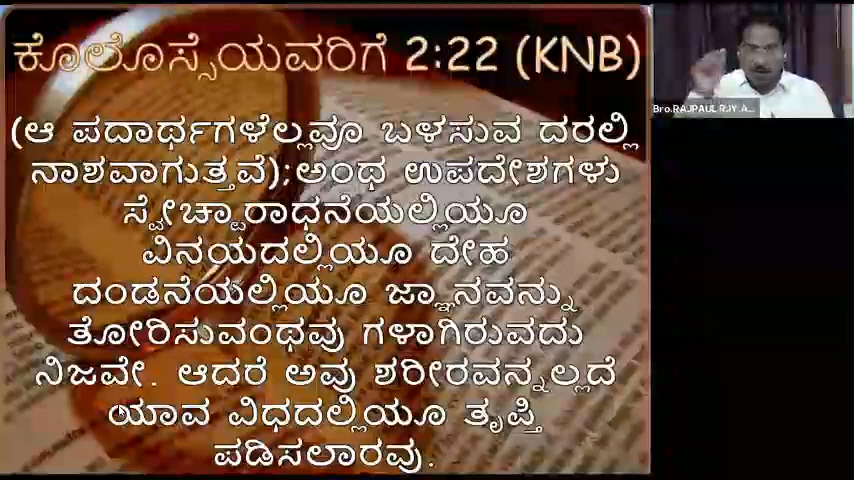 ಕೊಲೊಸ್ಸೆಯವರಿಗೆ 2:22 (KNB)
(ಆ ಪದಾರ್ಥಗಳೆಲ್ಲವೂ ಬಳಸುವ ದರಲ್ಲಿ
ನಾಶವಾಗುತ್ತವೆ);ಅಂಥ ಉಪದೇಶಗಳು
ಸ್ವೇಚ್ಚಾರಾಧನೆಯಲ್ಲಿಯೂ
ವಿನಯದಲ್ಲಿಯೂ ದೇಹ
ದಂಡನೆಯಲ್ಲಿಯೂ ಜ್ಞಾನವನ್ನು
ತೋರಿಸುವಂಥವು ಗಳಾಗಿರುವದು
ನಿಜವೇ. ಆದರೆ ಅವು ಶರೀರವನ್ನಲ್ಲದೆ
ಯಾವ ವಿಧದಲ್ಲಿಯೂ ತೃಪ್ತಿ
ಪಡಿಸಲಾರವು.
Bro.RAJPAUL RJY.A...